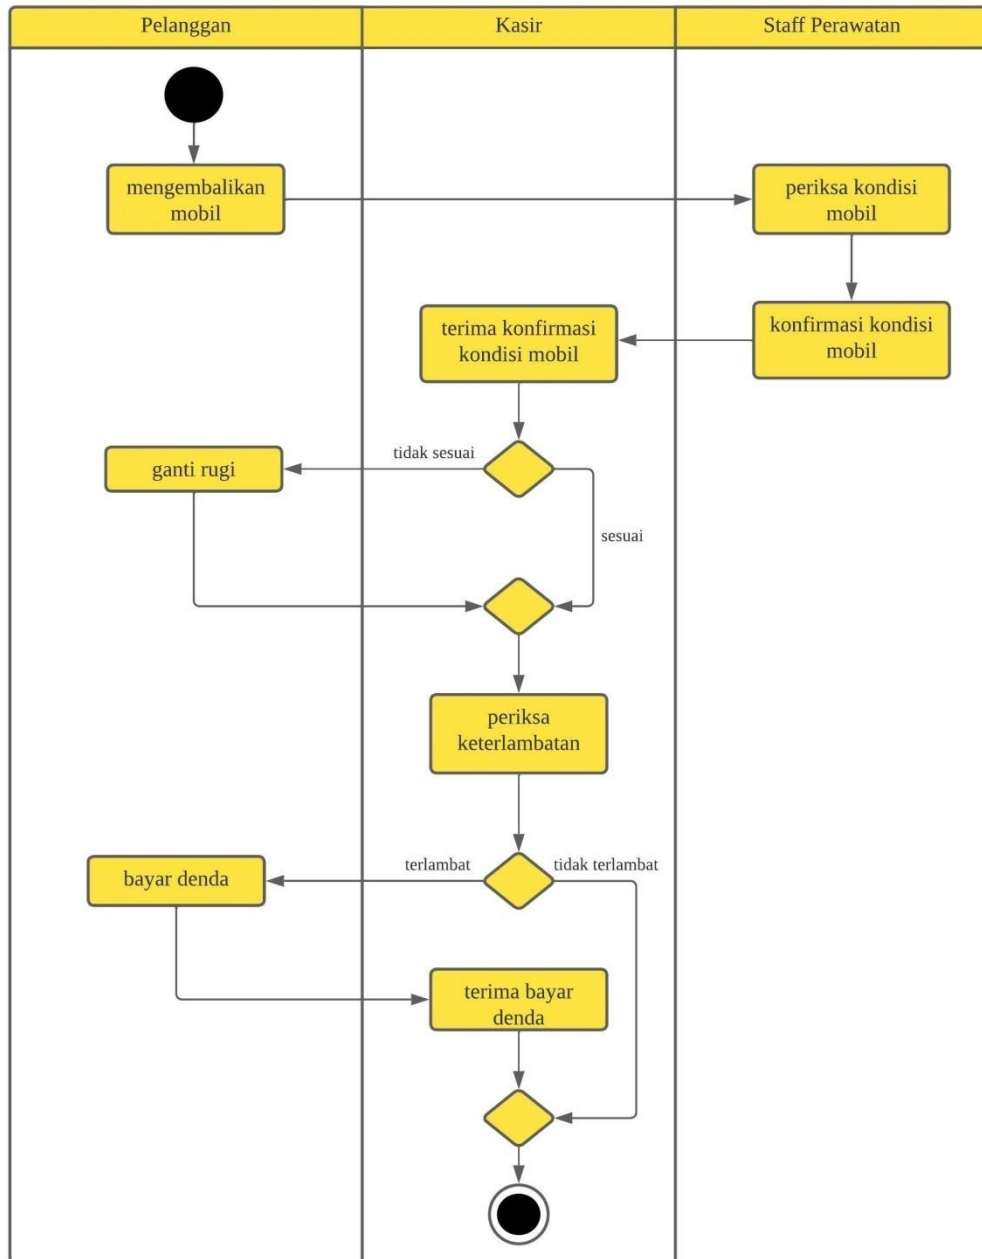 Pelanggan
Kasir
Staff Perawatan
mengembalikan
mobil
periksa kondisi
mobil
terima konfirmasi
kondisi mobil
konfirmasi kondisi
mobil
ganti rugi
tidak sesuai
sesuai
periksa
keterlambatan
bayar denda
terlambat
tidak terlambat
terima bayar
denda